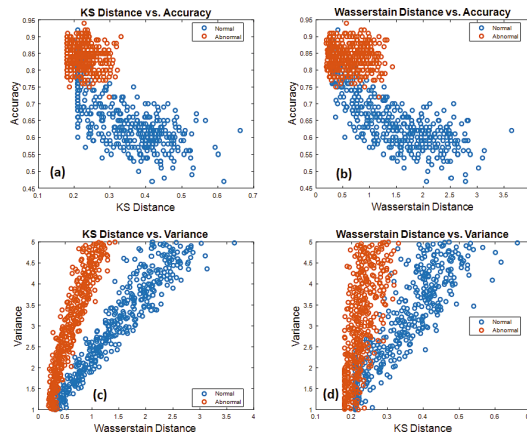 KS Distance vs. Accuracy
Normal
Abnormal
Accuracy
0.95
0.9
0.85
0.8
0.75
0.7
0.65
0.6
0.55
0.5
0.45
(a)
0.1 0.2 0.3 0.4 0.5 0.6 0.7
KS Distance
Wasserstain Distance vs. Accuracy
Normal
Abnormal
Accuracy
0.95
0.9
0.85
0.8
0.75
0.7
0.65
0.6
0.55
0.5
0.45
(b)
0 0.5 1 1.5 2 2.5 3 3.5
Wasserstain Distance
KS Distance vs. Variance
Variance
5
4.5
4
3.5
3
2.5
2
1.5
1
(c)
Normal
Abnormal
0 0.5 1 1.5 2 2.5 3 3.5 4
Wasserstain Distance
Wasserstain Distance vs. Variance
Variance
5
4.5
4
3.5
3
2.5
2
1.5
1
Normal
Abnormal
(d)
0.1 0.2 0.3 0.4 0.5 0.6
KS Distance